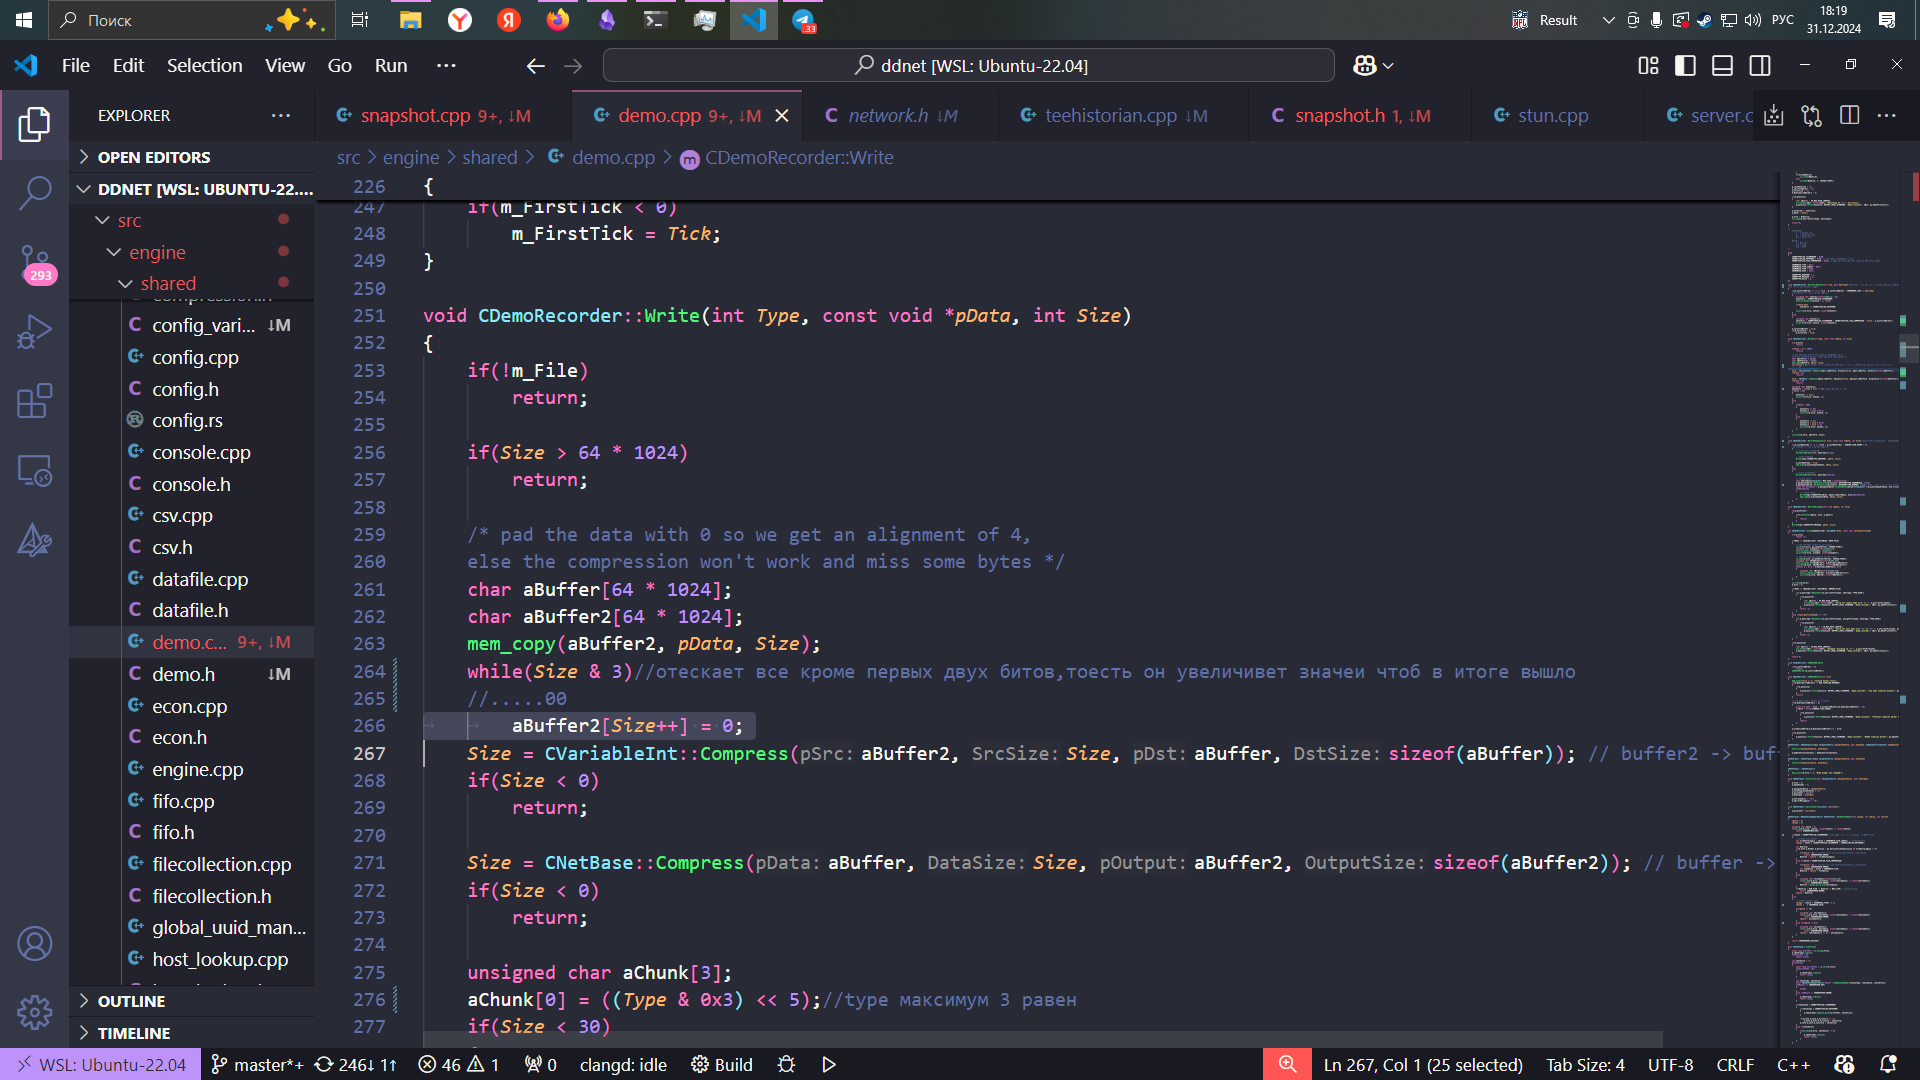 Поиск
33
Result
РУС
18:19
31.12.2024
File Edit Selection View Go Run ···
ddnet [WSL: Ubuntu-22.04]
EXPLORER
snapshot.cpp 9+, ↓M
demo.cpp 9+, ↓M
network.h ↓M
teehistorian.cpp ↓M
snapshot.h 1, ↓M
stun.cpp
server.c
OPEN EDITORS
DDNET [WSL: UBUNTU-22....
src
engine
shared
293
compression.h
config_vari... ↓M
config.cpp
config.h
config.rs
console.cpp
console.h
csv.cpp
csv.h
datafile.cpp
datafile.h
demo.c... 9+, ↓M
demo.h ↓M
econ.cpp
econ.h
engine.cpp
fifo.cpp
fifo.h
filecollection.cpp
filecollection.h
global_uuid_man...
host_lookup.cpp
OUTLINE
TIMELINE
src > engine > shared > demo.cpp > CDemoRecorder::Write
226 {
247 if(m_FirstTick < 0)
248 m_FirstTick = Tick;
249 }
250
251 void CDemoRecorder::Write(int Type, const void *pData, int Size)
252 {
253 if(!m_File)
254 return;
255
256 if(Size > 64 * 1024)
257 return;
258
259 /* pad the data with 0 so we get an alignment of 4,
260 else the compression won't work and miss some bytes */
261 char aBuffer[64 * 1024];
262 char aBuffer2[64 * 1024];
263 mem_copy(aBuffer2, pData, Size);
264 while(Size & 3)//отескает все кроме первых двух битов,тоесть он увеличивет значеи чтоб в итоге вышло
265 //.....00
266 aBuffer2[Size++] = 0;
267 Size = CVariableInt::Compress(pSrc: aBuffer2, SrcSize: Size, pDst: aBuffer, DstSize: sizeof(aBuffer)); // buffer2 -> buf
268 if(Size < 0)
269 return;
270
271 Size = CNetBase::Compress(pData: aBuffer, DataSize: Size, pOutput: aBuffer2, OutputSize: sizeof(aBuffer2)); // buffer ->
272 if(Size < 0)
273 return;
274
275 unsigned char aChunk[3];
276 aChunk[0] = ((Type & 0x3) << 5);//type максимум 3 равен
277 if(Size < 30)
WSL: Ubuntu-22.04
master*+
246↓ 1↑
46
1
0
clangd: idle
Build
Ln 267, Col 1 (25 selected)
Tab Size: 4
UTF-8
CRLF
C++